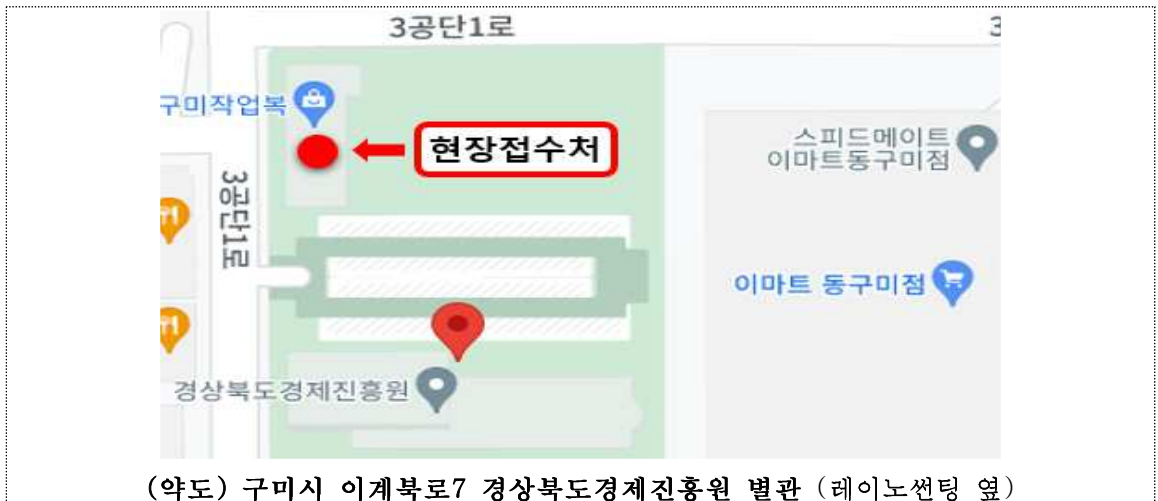 3공단1로
3
구미작업복
현장접수처
스피드메이트
이마트동구미점
3공단1로
이마트 동구미점
경상북도경제진흥원
(약도) 구미시 이계북로7 경상북도경제진흥원 별관 (레이노썬팅 옆)